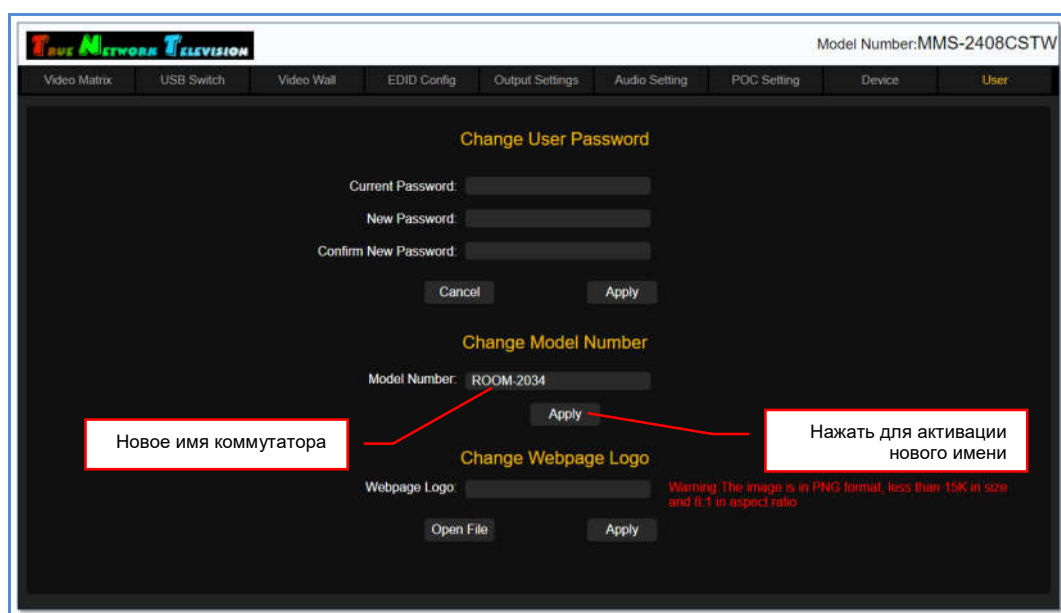 TRUE NETWORK TELEVISION
Model Number:MMS-2408CSTW
Video Matrix USB Switch Video Wall EDID Config Output Settings Audio Setting POC Setting Device User
Change User Password
Current Password:
New Password:
Confirm New Password:
Cancel Apply
Change Model Number
Model Number: ROOM-2034
Apply
Новое имя коммутатора
Нажать для активации
нового имени
Change Webpage Logo
Webpage Logo:
Warning:The image is in PNG format, less than 15K in size
and 8:1 in aspect ratio
Open File Apply